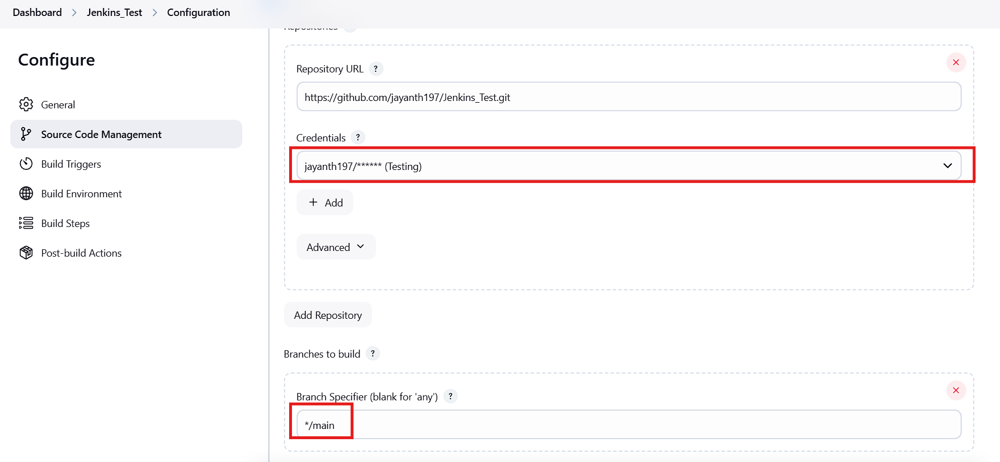 Dashboard > Jenkins_Test > Configuration
Configure
General
Source Code Management
Build Triggers
Build Environment
Build Steps
Post-build Actions
Repositories
Repository URL ?
https://github.com/jayanth197/Jenkins_Test.git
Credentials ?
jayanth197/****** (Testing)
+ Add
Advanced
Add Repository
Branches to build ?
Branch Specifier (blank for 'any') ?
*/main